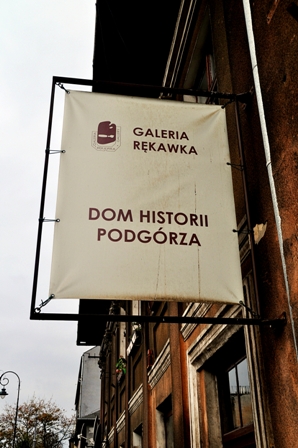 GALERIA
RĘKAWKA
DOM HISTORII
PODGÓRZA